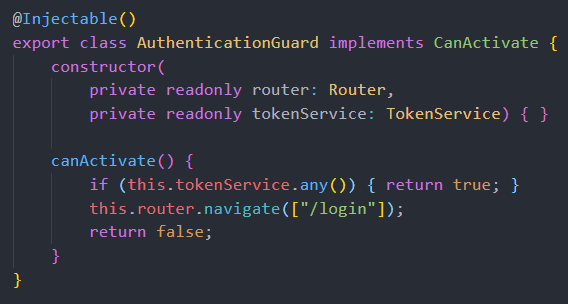 @Injectable()
export class AuthenticationGuard implements CanActivate {
    constructor(
        private readonly router: Router,
        private readonly tokenService: TokenService) { }

    canActivate() {
        if (this.tokenService.any()) { return true; }
        this.router.navigate(["/login"]);
        return false;
    }
}